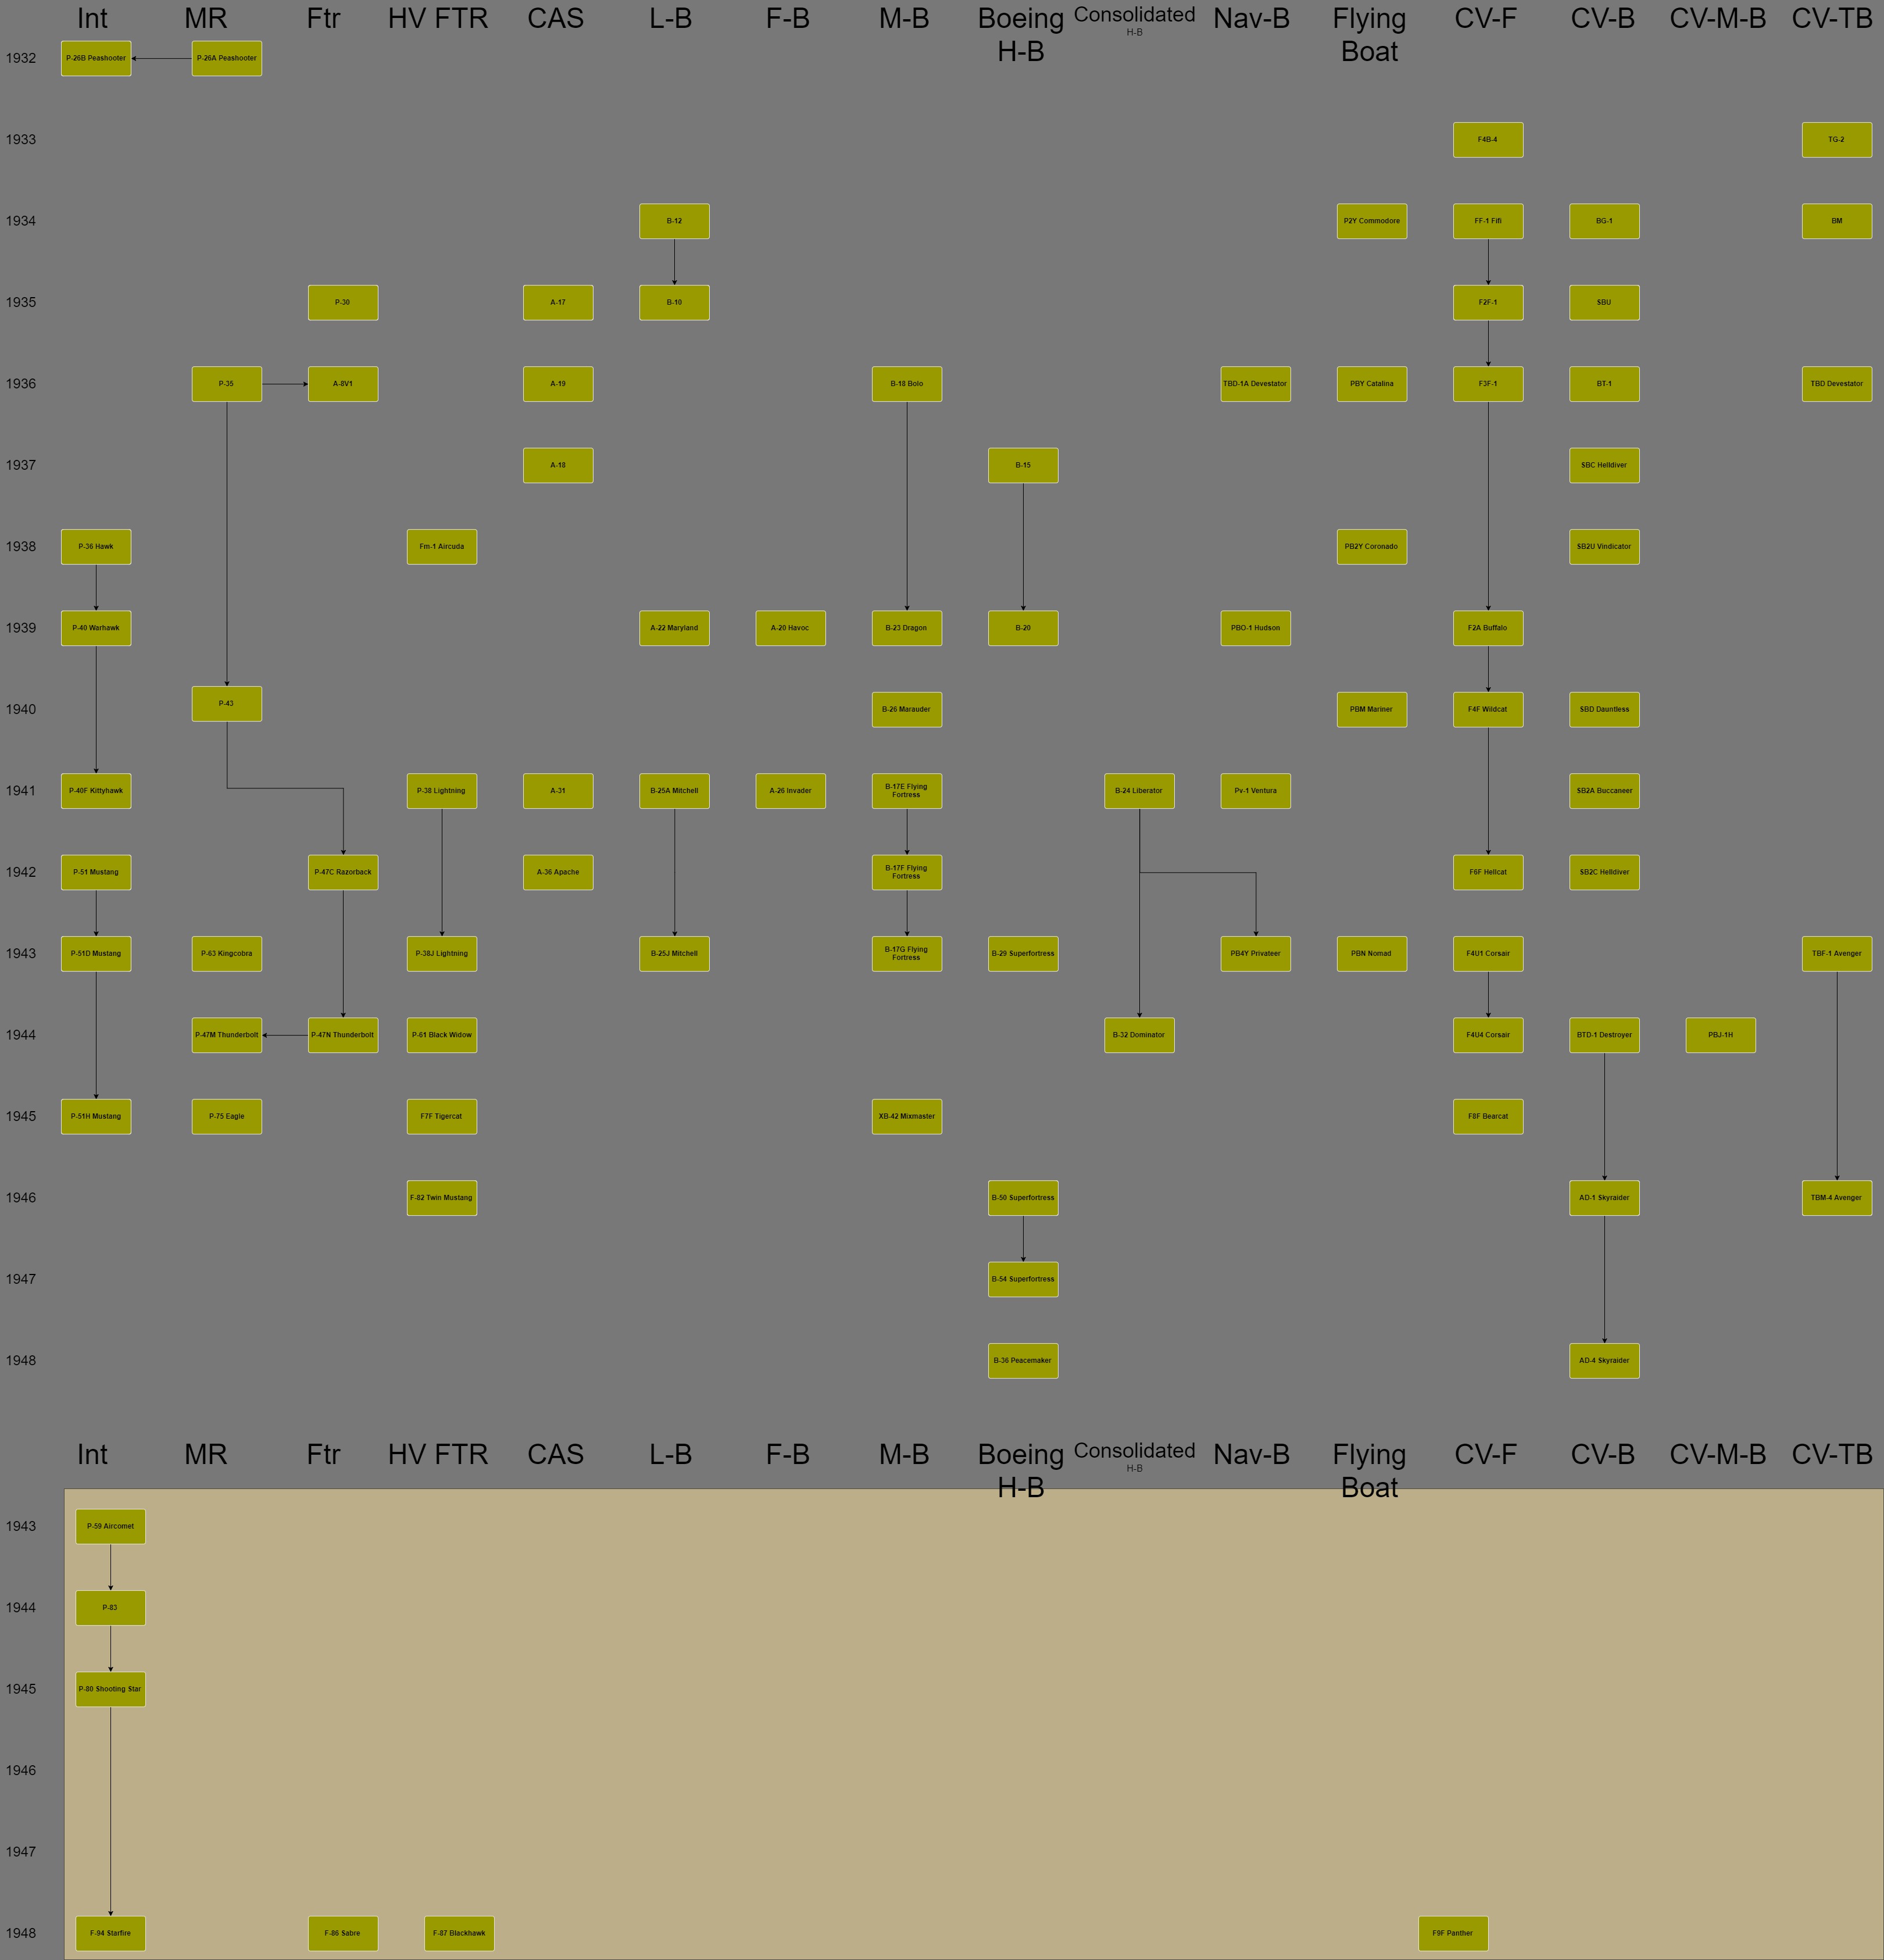 Int MR Ftr HV FTR CAS L-B F-B M-B Boeing Consolidated Nav-B Flying CV-F CV-B CV-M-B CV-TB
H-B H-B Boat
1932 P-26B Peashooter P-26A Peashooter
1933 F4B-4 TG-2
1934 B-12 P2Y Commodore FF-1 Fifi BG-1 BM
1935 P-30 A-17 B-10 F2F-1 SBU
1936 P-35 A-8V1 A-19 B-18 Bolo TBD-1A Devestator PBY Catalina F3F-1 BT-1 TBD Devestator
1937 A-18 B-15 SBC Helldiver
1938 P-36 Hawk Fm-1 Aircuda PB2Y Coronado SB2U Vindicator
1939 P-40 Warhawk A-22 Maryland A-20 Havoc B-23 Dragon B-20 PBO-1 Hudson F2A Buffalo
P-43
1940 B-26 Marauder PBM Mariner F4F Wildcat SBD Dauntless
1941 P-40F Kittyhawk P-38 Lightning A-31 B-25A Mitchell A-26 Invader B-17E Flying Fortress B-24 Liberator Pv-1 Ventura SB2A Buccaneer
1942 P-51 Mustang P-47C Razorback A-36 Apache B-17F Flying Fortress F6F Hellcat SB2C Helldiver
1943 P-51D Mustang P-63 Kingcobra P-38J Lightning B-25J Mitchell B-17G Flying Fortress B-29 Superfortress PB4Y Privateer PBN Nomad F4U1 Corsair TBF-1 Avenger
1944 P-47M Thunderbolt P-47N Thunderbolt P-61 Black Widow B-32 Dominator F4U4 Corsair BTD-1 Destroyer PBJ-1H
1945 P-51H Mustang P-75 Eagle F7F Tigercat XB-42 Mixmaster F8F Bearcat
1946 F-82 Twin Mustang B-50 Superfortress AD-1 Skyraider TBM-4 Avenger
1947 B-54 Superfortress
1948 B-36 Peacemaker AD-4 Skyraider
Int MR Ftr HV FTR CAS L-B F-B M-B Boeing Consolidated Nav-B Flying CV-F CV-B CV-M-B CV-TB
H-B H-B Boat
1943 P-59 Aircomet
1944 P-83
1945 P-80 Shooting Star
1946
1947
1948 F-94 Starfire F-86 Sabre F-87 Blackhawk F9F Panther